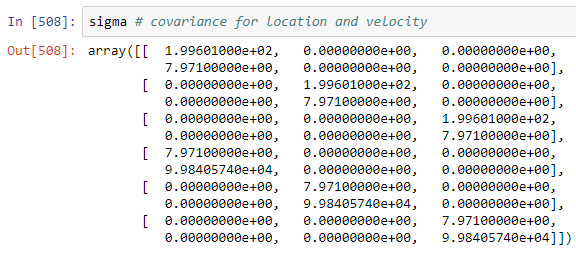 In [508]: sigma # covariance for location and velocity
Out[508]: array([[ 1.99601000e+02, 0.00000000e+00, 0.00000000e+00,
7.97100000e+00, 0.00000000e+00, 0.00000000e+00],
[ 0.00000000e+00, 1.99601000e+02, 0.00000000e+00,
0.00000000e+00, 7.97100000e+00, 0.00000000e+00],
[ 0.00000000e+00, 0.00000000e+00, 1.99601000e+02,
0.00000000e+00, 0.00000000e+00, 7.97100000e+00],
[ 7.97100000e+00, 0.00000000e+00, 0.00000000e+00,
9.98405740e+04, 0.00000000e+00, 0.00000000e+00],
[ 0.00000000e+00, 7.97100000e+00, 0.00000000e+00,
0.00000000e+00, 9.98405740e+04, 0.00000000e+00],
[ 0.00000000e+00, 0.00000000e+00, 7.97100000e+00,
0.00000000e+00, 0.00000000e+00, 9.98405740e+04]])